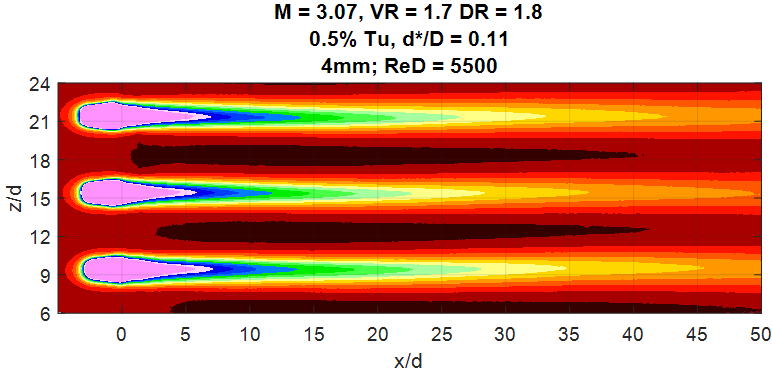 M = 3.07, VR = 1.7 DR = 1.8
0.5% Tu, d*/D = 0.11
4mm; ReD = 5500
24
21
18
15
12
9
6
z/d
0 5 10 15 20 25 30 35 40 45 50
x/d